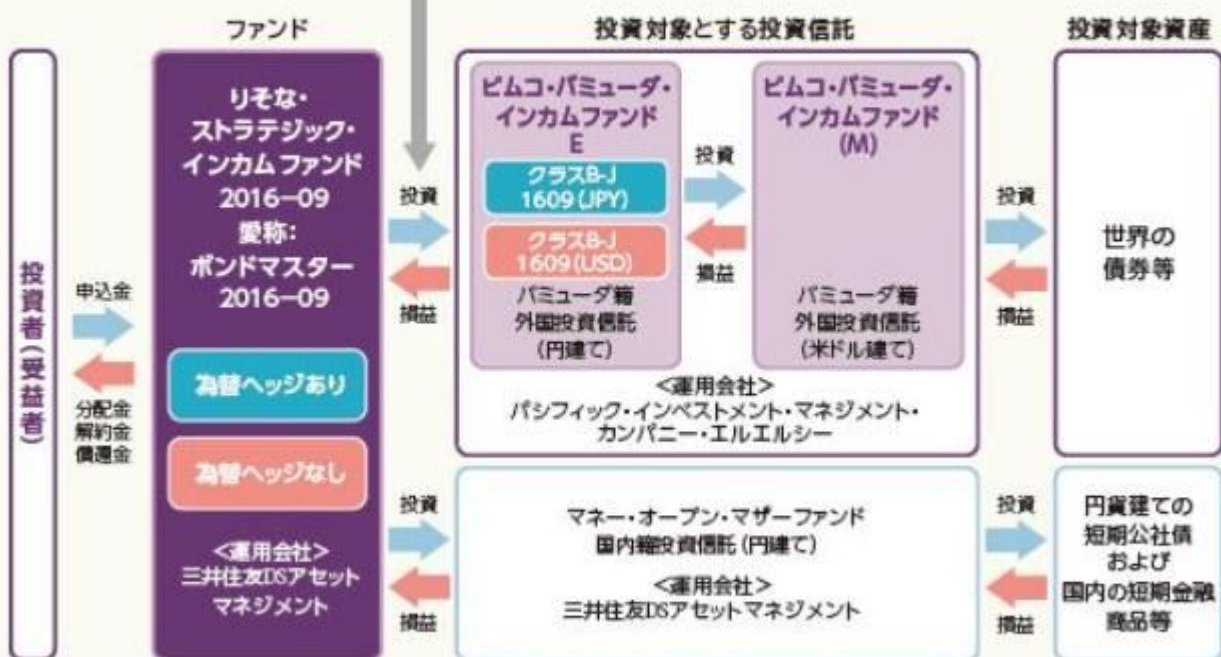 ファンド
投資対象とする投資信託
投資対象資産
投資者(受益者)
申込金
分配金
解約金
償還金
りそな・
ストラテジック・
インカムファンド
2016-09
愛称:
ボンドマスター
2016-09
為替ヘッジあり
為替ヘッジなし
<運用会社>
三井住友DSアセット
マネジメント
投資
損益
ピムコ・バミューダ・
インカムファンド
E
クラスB-J
1609(JPY)
クラスB-J
1609(USD)
バミューダ籍
外国投資信託
(円建て)
投資
損益
ピムコ・バミューダ・
インカムファンド
(M)
バミューダ籍
外国投資信託
(米ドル建て)
<運用会社>
パシフィック・インベストメント・マネジメント・
カンパニー・エルエルシー
投資
損益
世界の
債券等
投資
損益
マネー・オープン・マザーファンド
国内籍投資信託(円建て)
<運用会社>
三井住友DSアセットマネジメント
投資
損益
円貨建ての
短期公社債
および
国内の短期金融
商品等